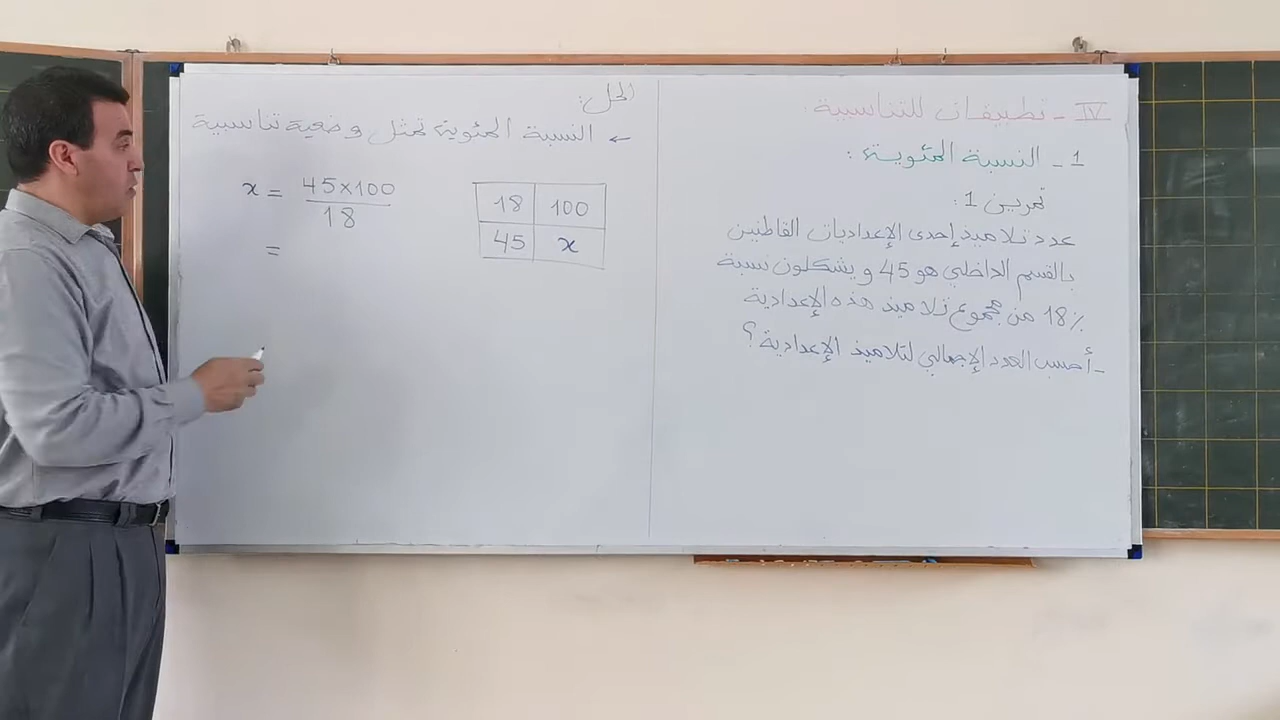 IV - تطبيقات للتناسبية:
1 - النسبة المئوية:
تمرين 1:
عدد تلاميذ إحدى الإعداديات القاطنين
بالقسم الداخلي هو 45 ويشكلون نسبة
18% من مجموع تلاميذ هذه الإعدادية
- أحسب العدد الإجمالي لتلاميذ الإعدادية؟
الحل:
← النسبة المئوية تمثل وضعية تناسبية
18 100
45 x
x = 45×100
18
=